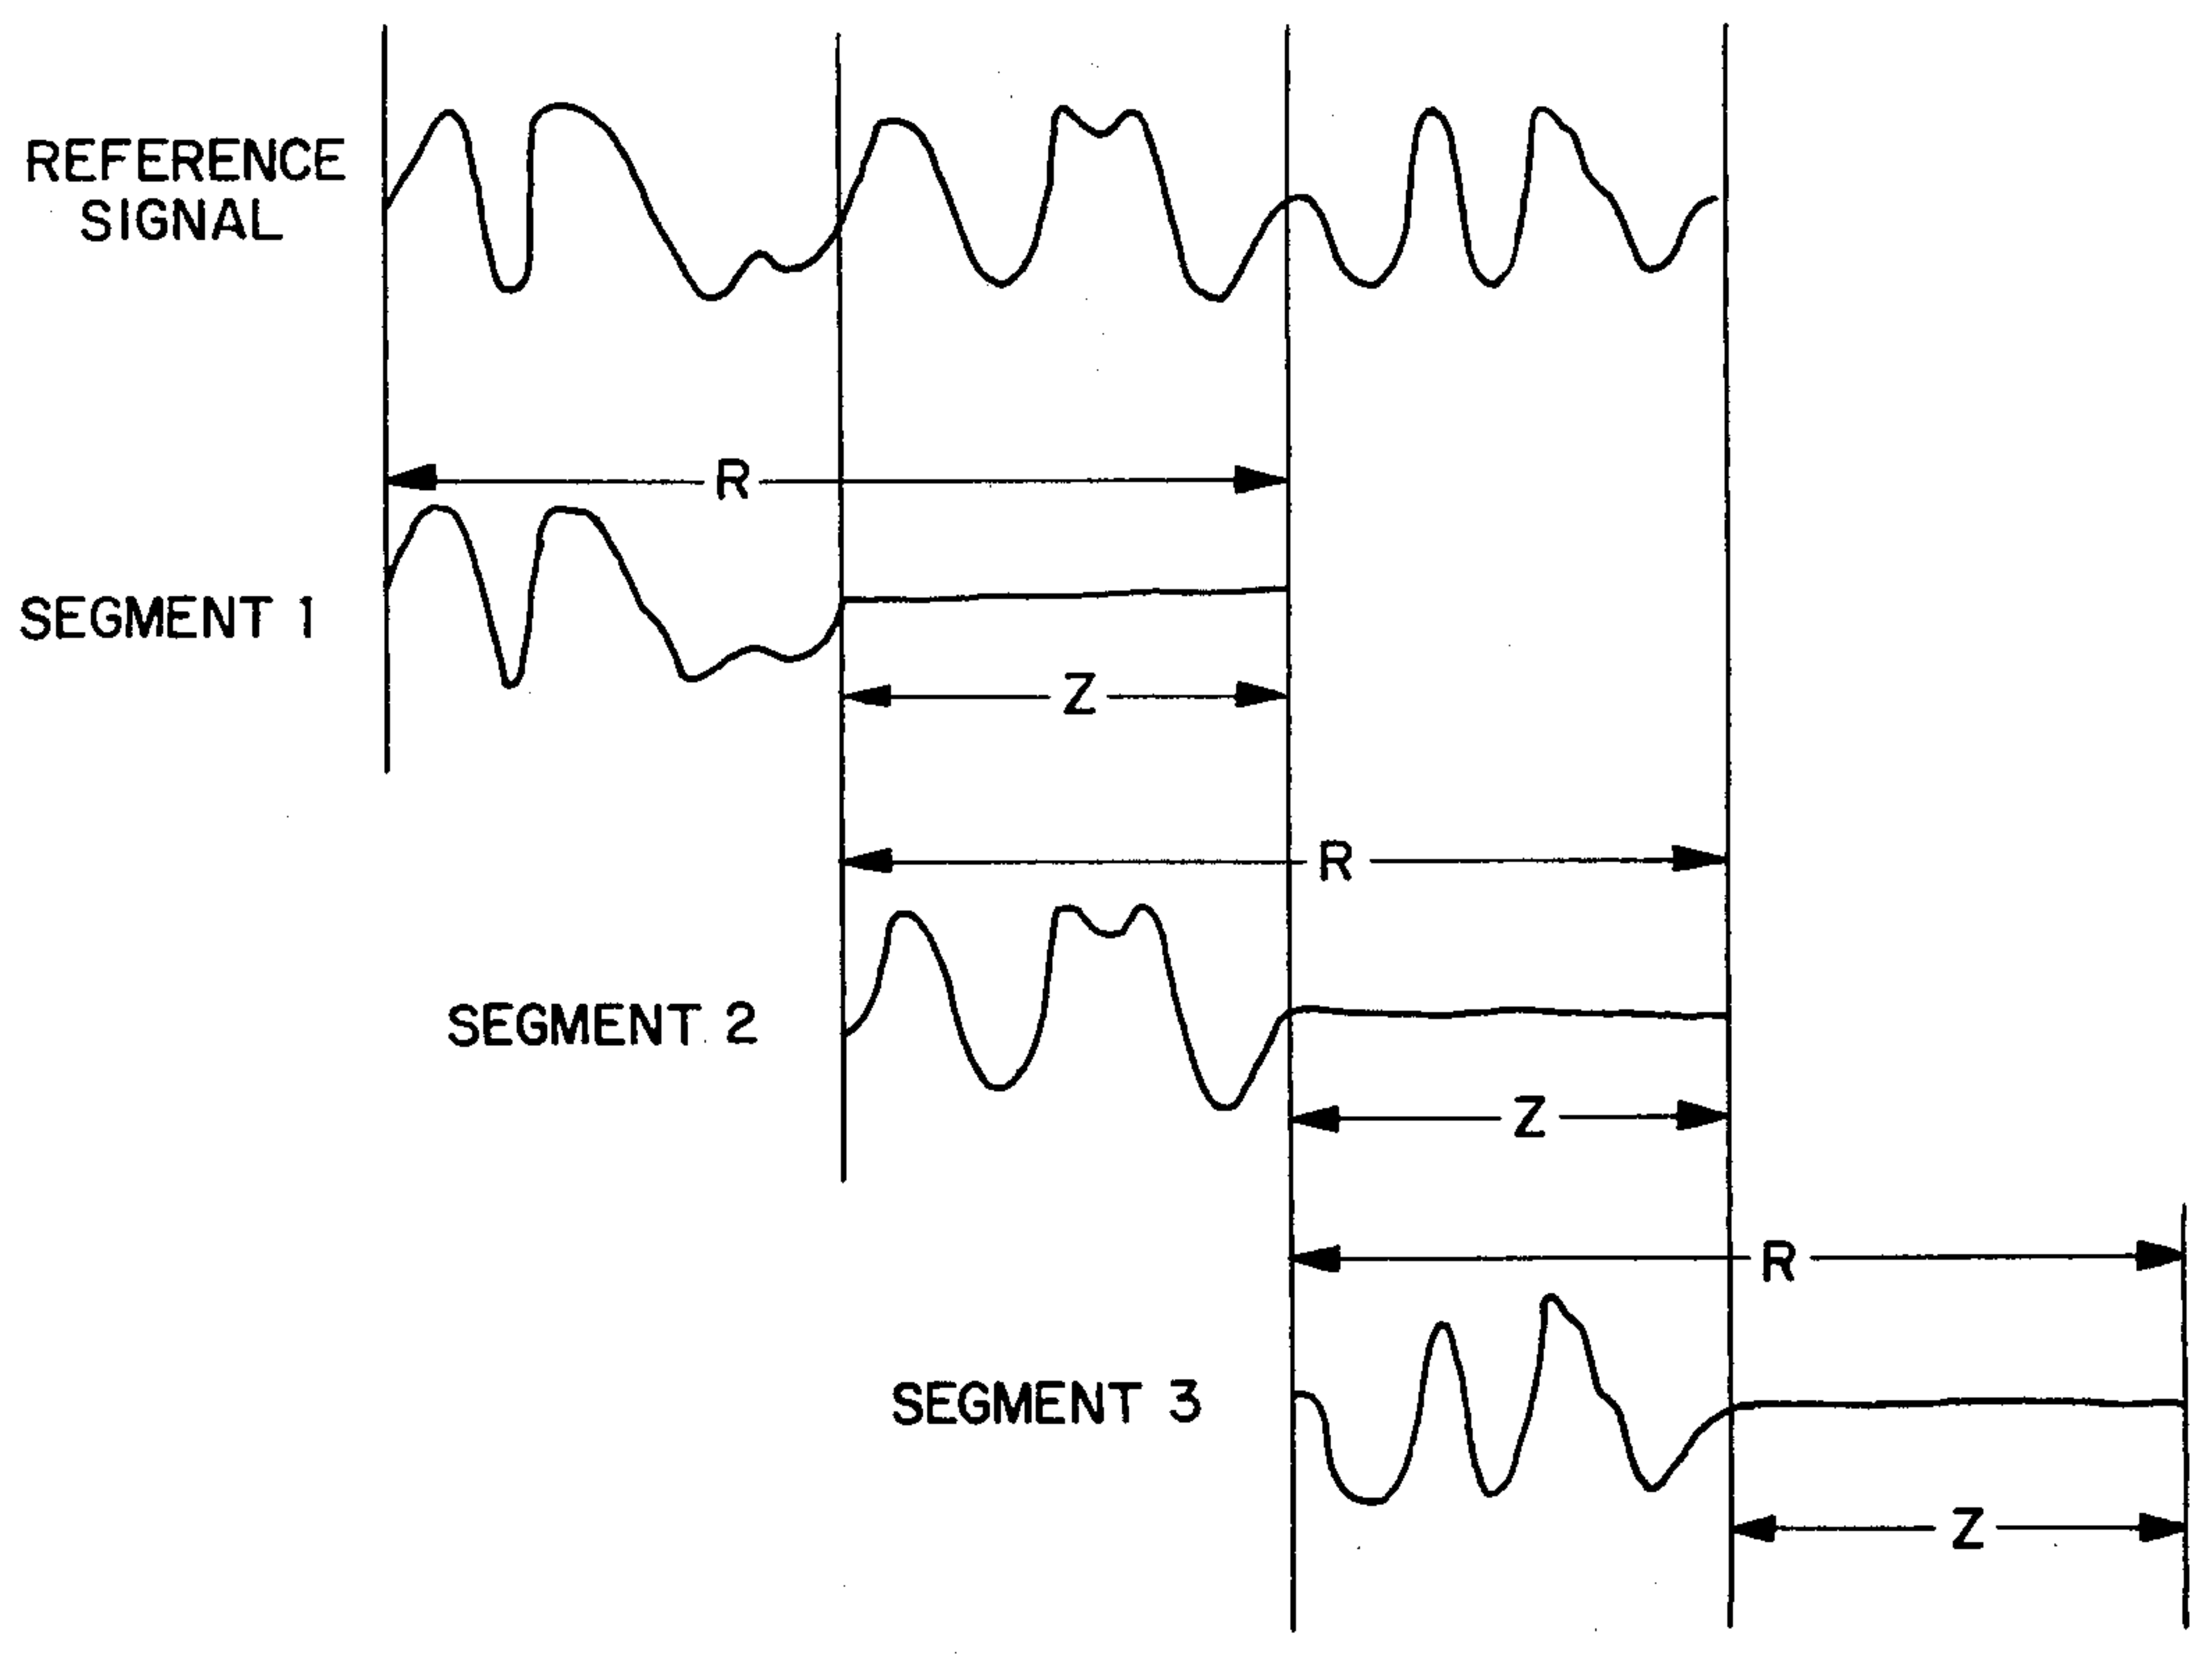 REFERENCE
SIGNAL
R
SEGMENT 1
Z
R
SEGMENT 2
Z
R
SEGMENT 3
Z